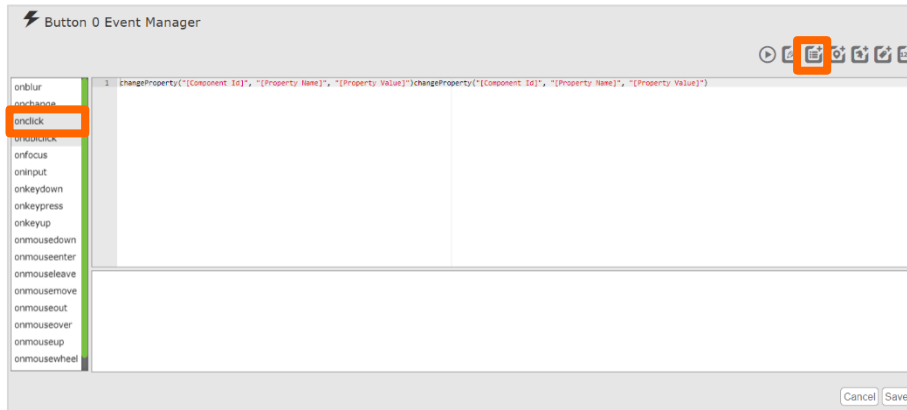 Button 0 Event Manager
onblur
onchange
onclick
ondblclick
onfocus
oninput
onkeydown
onkeypress
onkeyup
onmousedown
onmouseenter
onmouseleave
onmousemove
onmouseout
onmouseover
onmouseup
onmousewheel
1 changeProperty("[Component Id]", "[Property Name]", "[Property Value]")changeProperty("[Component Id]", "[Property Name]", "[Property Value]")
Cancel Save